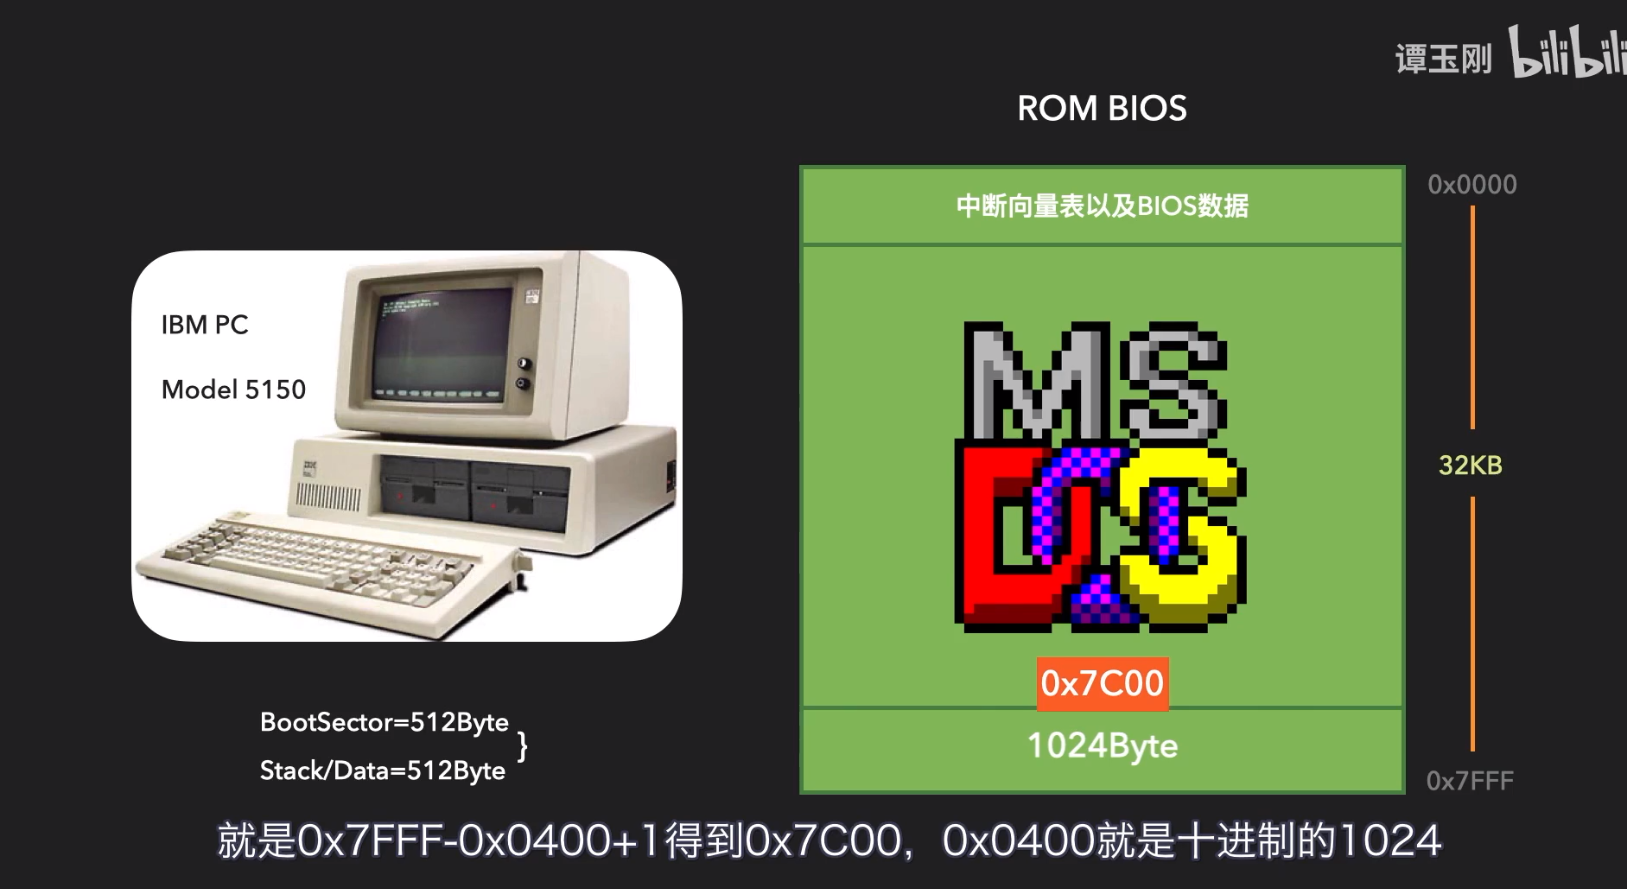 谭玉刚 bilibili
ROM BIOS
中断向量表以及BIOS数据
0x0000
IBM PC
Model 5150
MS
DOS
32KB
0x7C00
1024Byte
0x7FFF
BootSector=512Byte
}
Stack/Data=512Byte
就是0x7FFF-0x0400+1得到0x7C00，0x0400就是十进制的1024